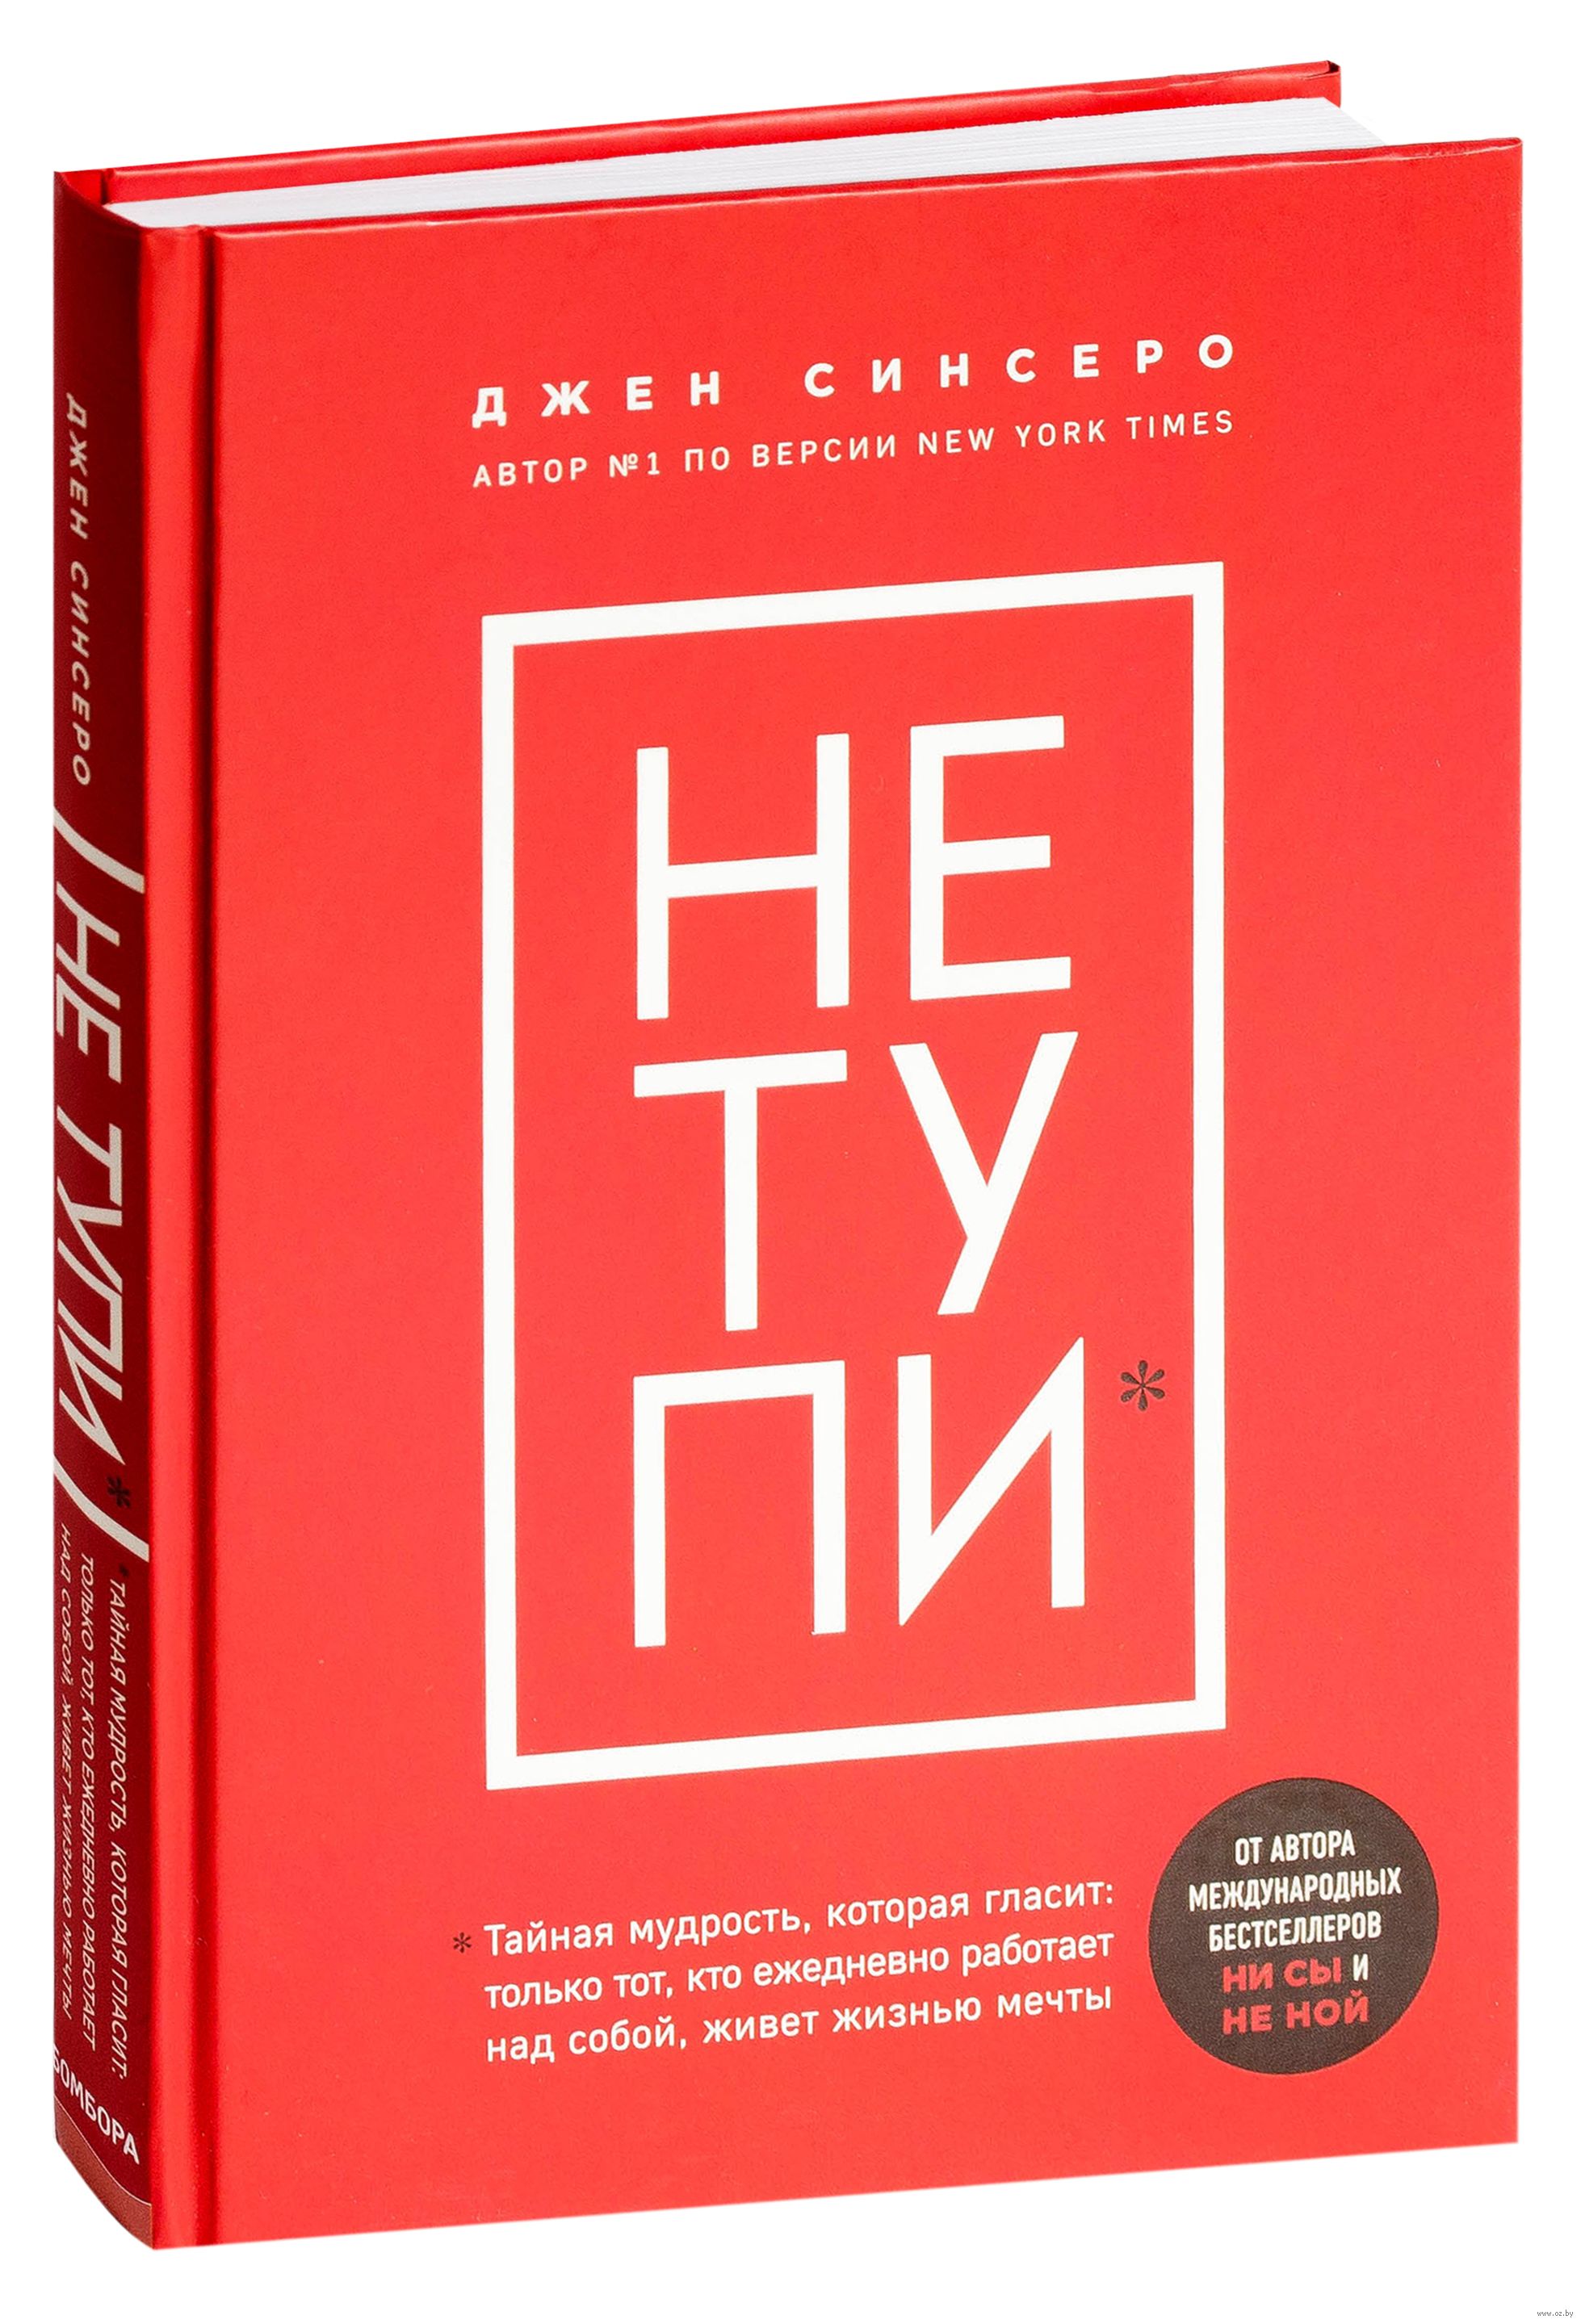 ДЖЕН СИНСЕРО
АВТОР №1 ПО ВЕРСИИ NEW YORK TIMES
НЕ
ТУ
ПИ*
* Тайная мудрость, которая гласит:
только тот, кто ежедневно работает
над собой, живет жизнью мечты
ОТ АВТОРА
МЕЖДУНАРОДНЫХ
БЕСТСЕЛЛЕРОВ
НИ СЫ И
НЕ НОЙ
ДЖЕН СИНСЕРО
(НЕ ТУПИ*)
*ТАЙНАЯ МУДРОСТЬ, КОТОРАЯ ГЛАСИТ:
ТОЛЬКО ТОТ, КТО ЕЖЕДНЕВНО РАБОТАЕТ
НАД СОБОЙ, ЖИВЕТ ЖИЗНЬЮ МЕЧТЫ
БОМБОРА
www.oz.by